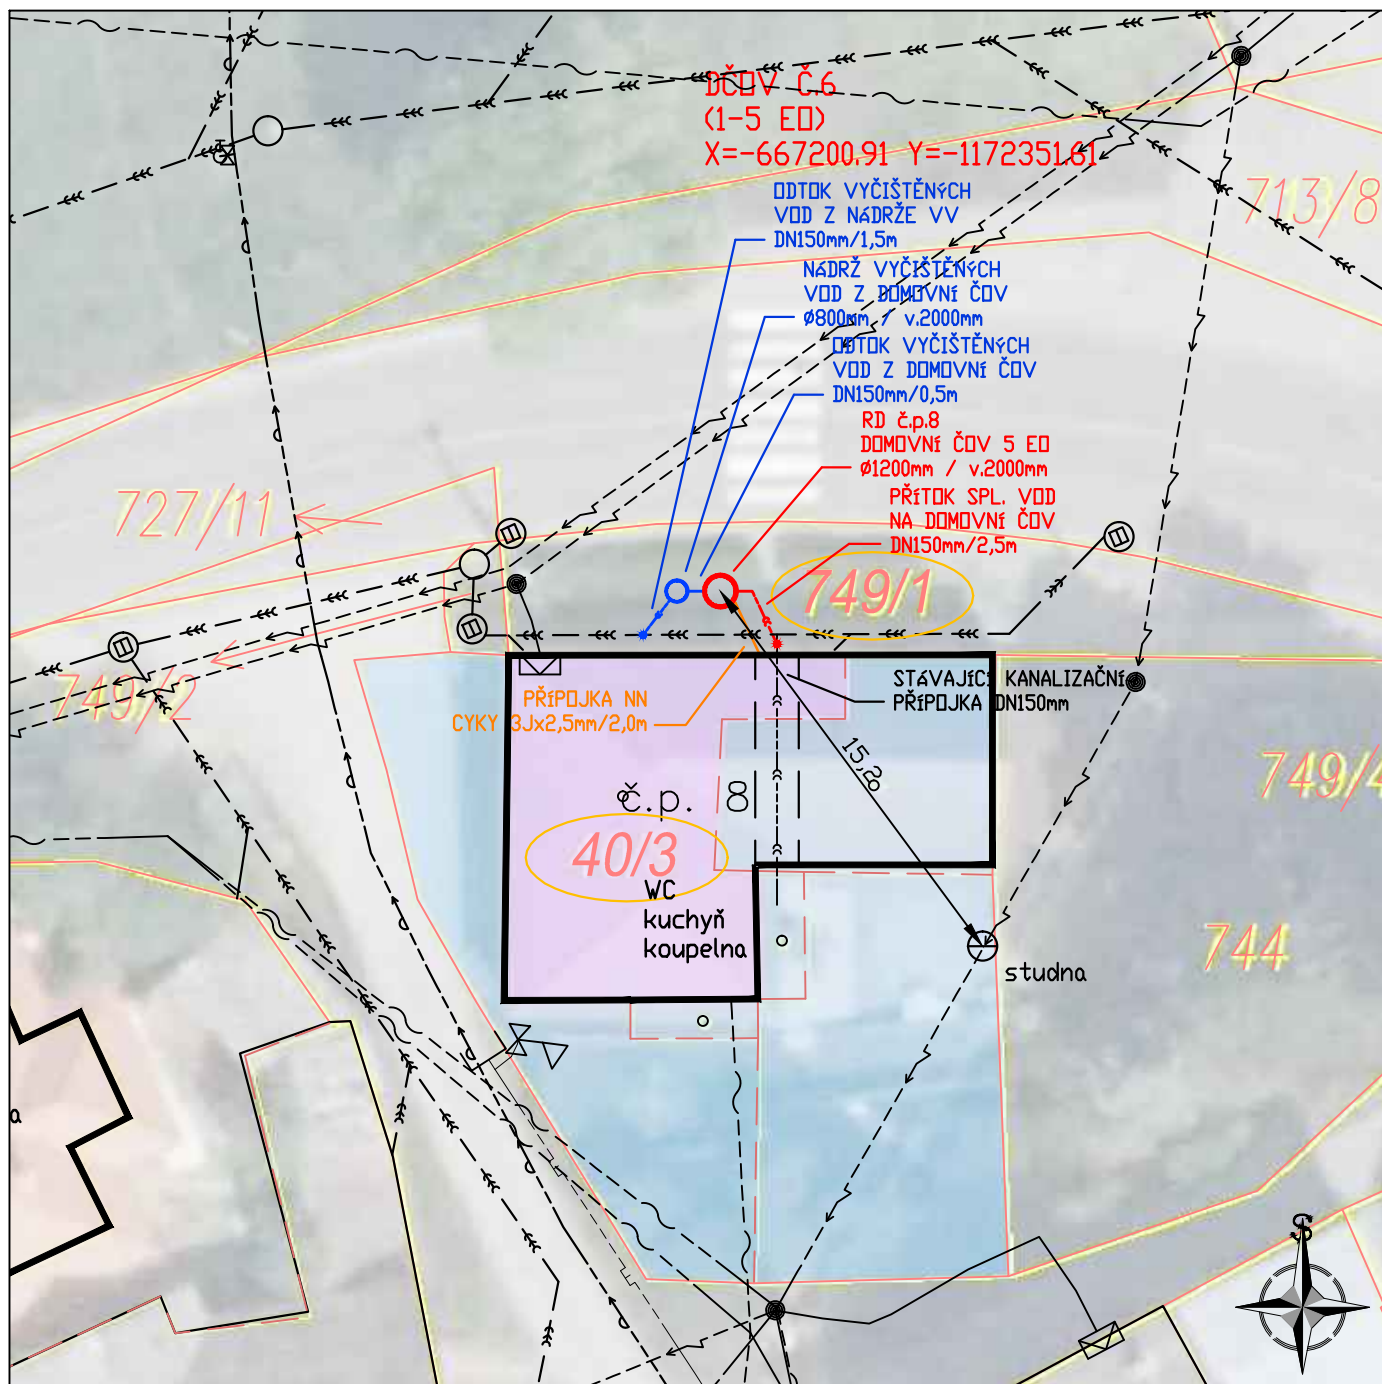 DČOV Č.6
(1-5 EO)
X=-667200.91 Y=-1172351.61
713/8
ODTOK VYČIŠTĚNÝCH
VOD Z NÁDRŽE VV
DN150mm/1,5m
NÁDRŽ VYČIŠTĚNÝCH
VOD Z DOMOVNÍ ČOV
Ø800mm / v.2000mm
ODTOK VYČIŠTĚNÝCH
VOD Z DOMOVNÍ ČOV
DN150mm/0,5m
RD č.p.8
DOMOVNÍ ČOV 5 EO
Ø1200mm / v.2000mm
PŘÍTOK SPL. VOD
NA DOMOVNÍ ČOV
DN150mm/2,5m
727/11
749/1
749/2
STÁVAJÍCÍ KANALIZAČNÍ
PŘÍPOJKA DN150mm
PŘÍPOJKA NN
CYKY 3Jx2,5mm/2,0m
15,20
749/4
č.p. 8
40/3
WC
kuchyň
koupelna
744
studna
a
S